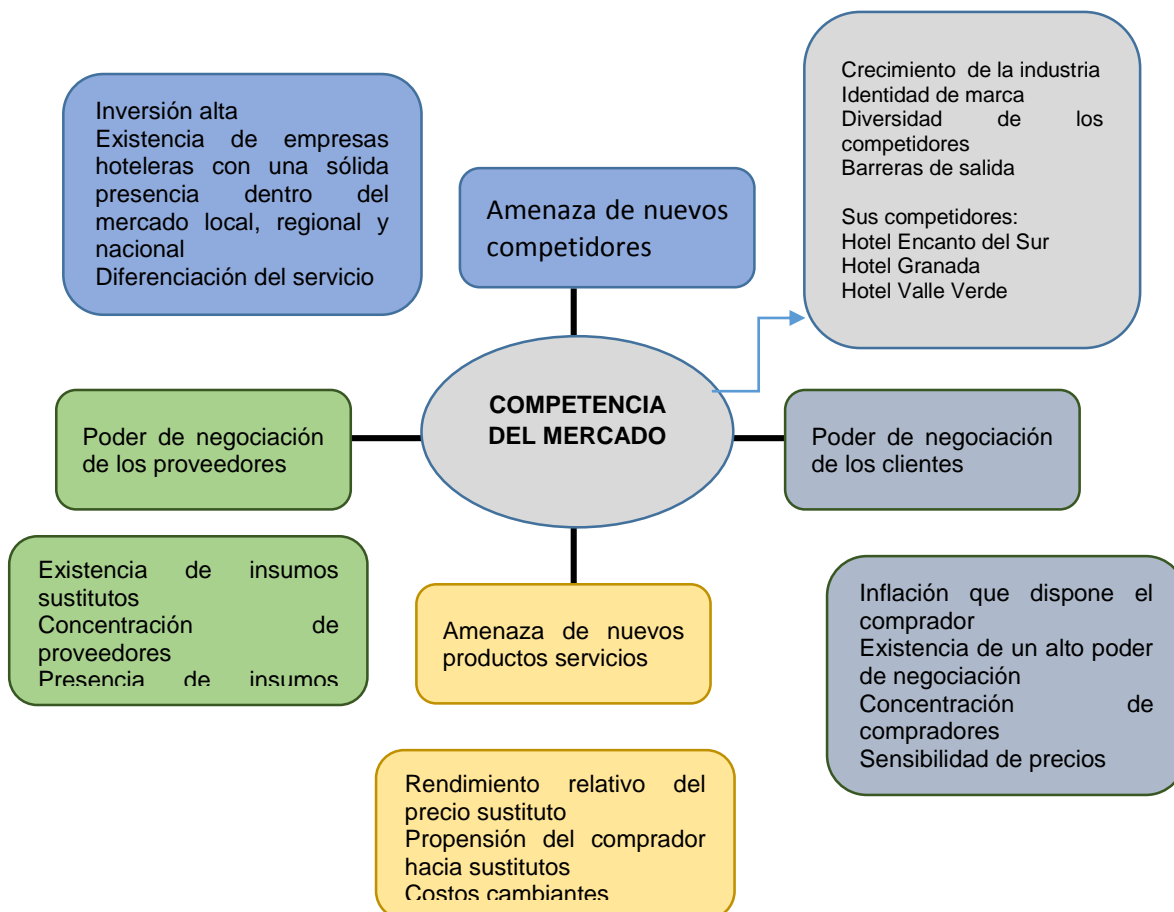 Inversión alta
Existencia de empresas
hoteleras con una sólida
presencia dentro del
mercado local, regional y
nacional
Diferenciación del servicio
Amenaza de nuevos
competidores
Crecimiento de la industria
Identidad de marca
Diversidad de los
competidores
Barreras de salida
Sus competidores:
Hotel Encanto del Sur
Hotel Granada
Hotel Valle Verde
COMPETENCIA
DEL MERCADO
Poder de negociación
de los proveedores
Poder de negociación
de los clientes
Existencia de insumos
sustitutos
Concentración de
proveedores
Presencia de insumos
Amenaza de nuevos
productos servicios
Inflación que dispone el
comprador
Existencia de un alto poder
de negociación
Concentración de
compradores
Sensibilidad de precios
Rendimiento relativo del
precio sustituto
Propensión del comprador
hacia sustitutos
Costos cambiantes